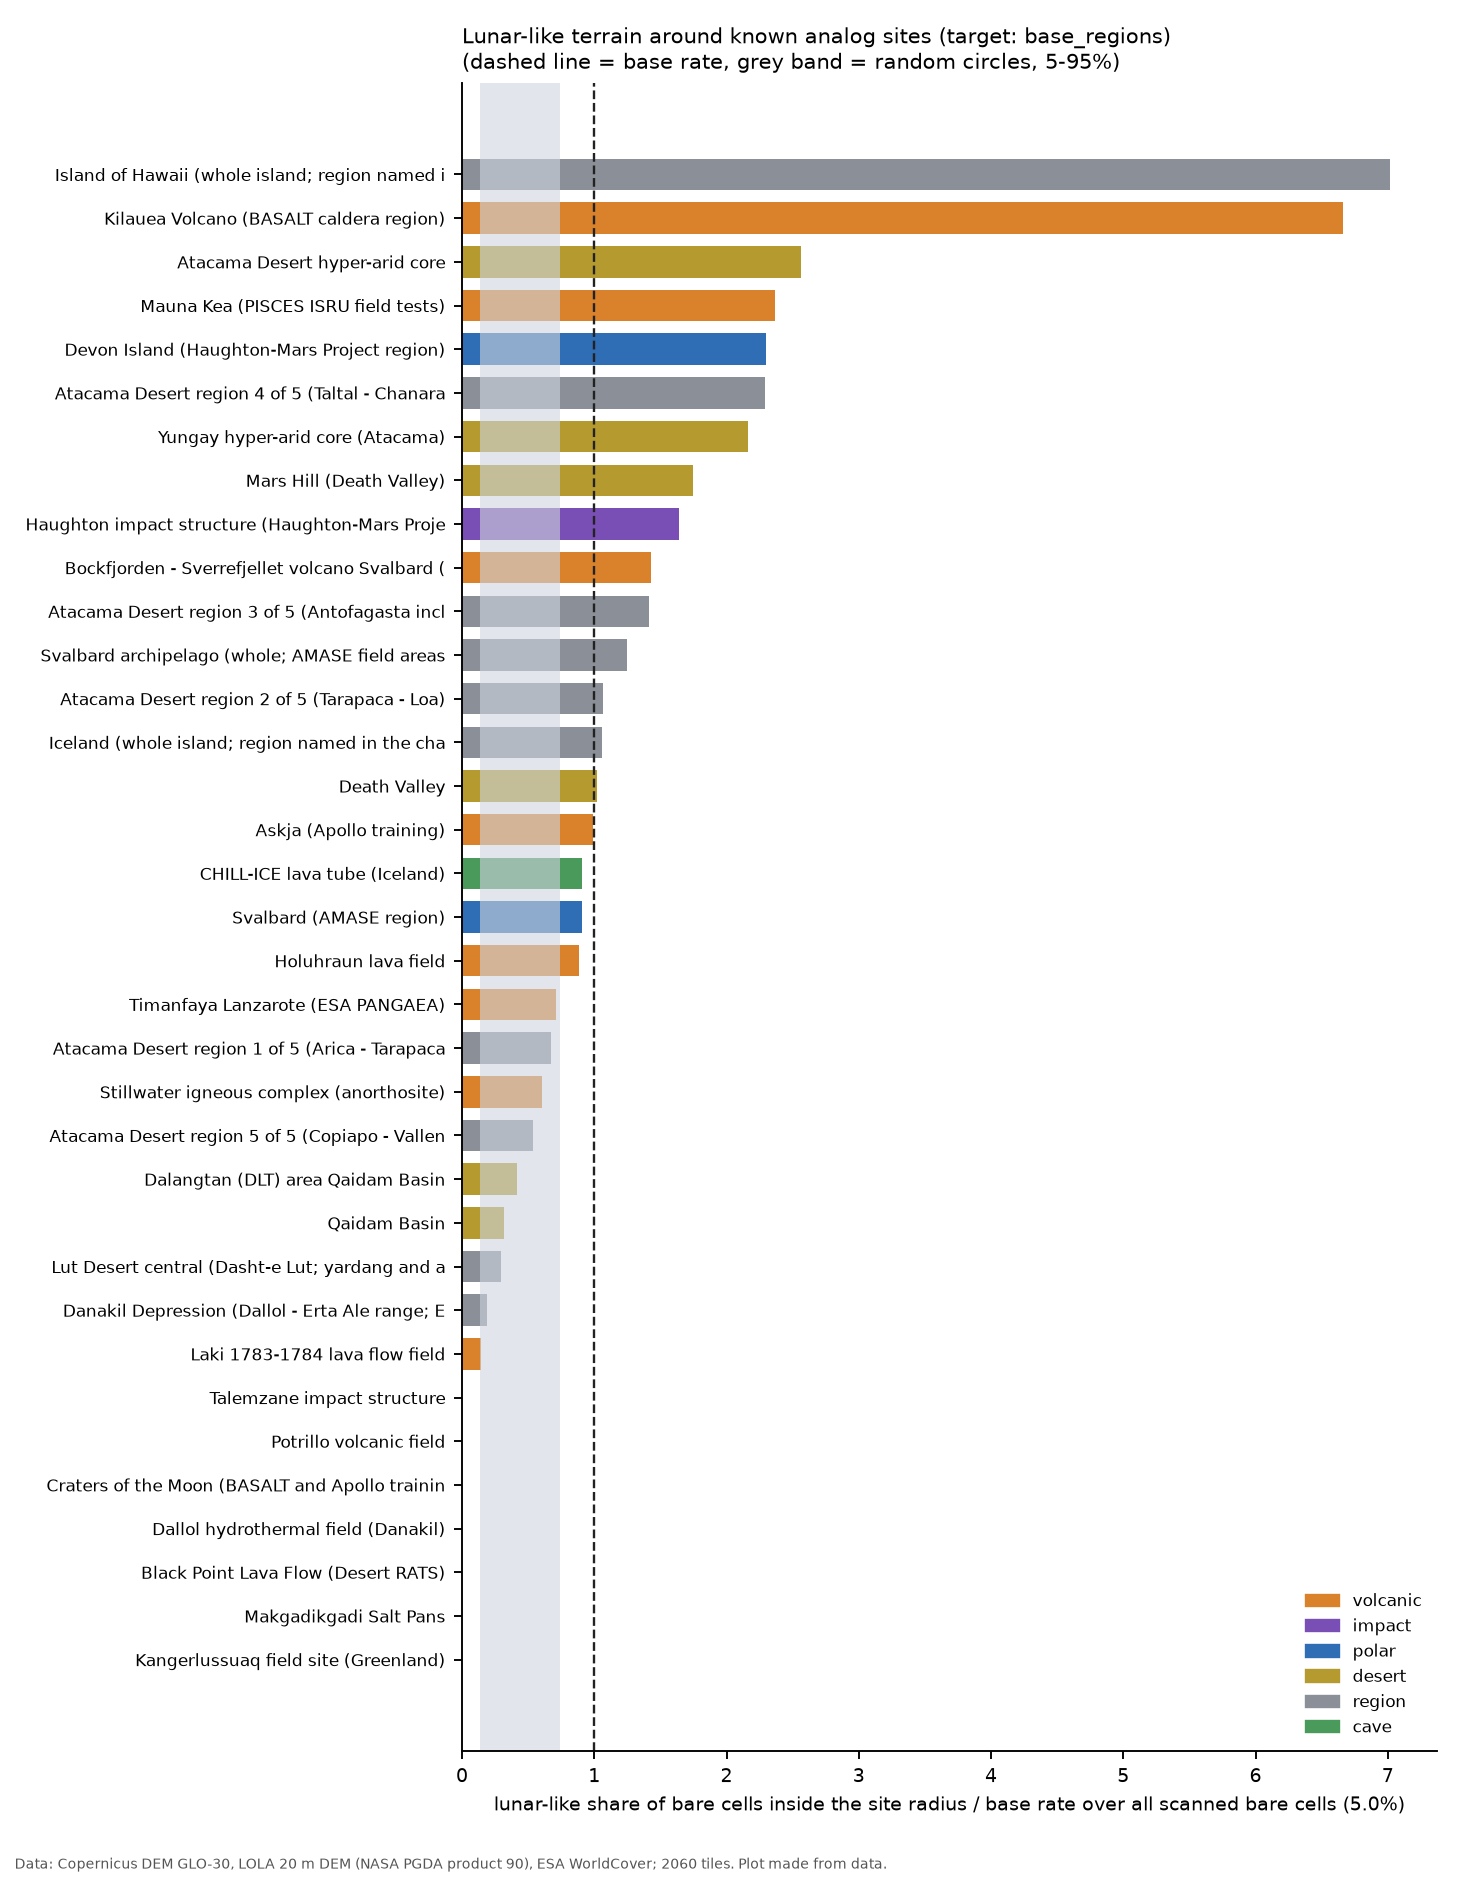 Lunar-like terrain around known analog sites (target: base_regions)
(dashed line = base rate, grey band = random circles, 5-95%)
Island of Hawaii (whole island; region named i
Kilauea Volcano (BASALT caldera region)
Atacama Desert hyper-arid core
Mauna Kea (PISCES ISRU field tests)
Devon Island (Haughton-Mars Project region)
Atacama Desert region 4 of 5 (Taltal - Chanara
Yungay hyper-arid core (Atacama)
Mars Hill (Death Valley)
Haughton impact structure (Haughton-Mars Proje
Bockfjorden - Sverrefjellet volcano Svalbard (
Atacama Desert region 3 of 5 (Antofagasta incl
Svalbard archipelago (whole; AMASE field areas
Atacama Desert region 2 of 5 (Tarapaca - Loa)
Iceland (whole island; region named in the cha
Death Valley
Askja (Apollo training)
CHILL-ICE lava tube (Iceland)
Svalbard (AMASE region)
Holuhraun lava field
Timanfaya Lanzarote (ESA PANGAEA)
Atacama Desert region 1 of 5 (Arica - Tarapaca
Stillwater igneous complex (anorthosite)
Atacama Desert region 5 of 5 (Copiapo - Vallen
Dalangtan (DLT) area Qaidam Basin
Qaidam Basin
Lut Desert central (Dasht-e Lut; yardang and a
Danakil Depression (Dallol - Erta Ale range; E
Laki 1783-1784 lava flow field
Talemzane impact structure
Potrillo volcanic field
Craters of the Moon (BASALT and Apollo trainin
Dallol hydrothermal field (Danakil)
Black Point Lava Flow (Desert RATS)
Makgadikgadi Salt Pans
Kangerlussuaq field site (Greenland)
volcanic
impact
polar
desert
region
cave
0 1 2 3 4 5 6 7
lunar-like share of bare cells inside the site radius / base rate over all scanned bare cells (5.0%)
Data: Copernicus DEM GLO-30, LOLA 20 m DEM (NASA PGDA product 90), ESA WorldCover; 2060 tiles. Plot made from data.